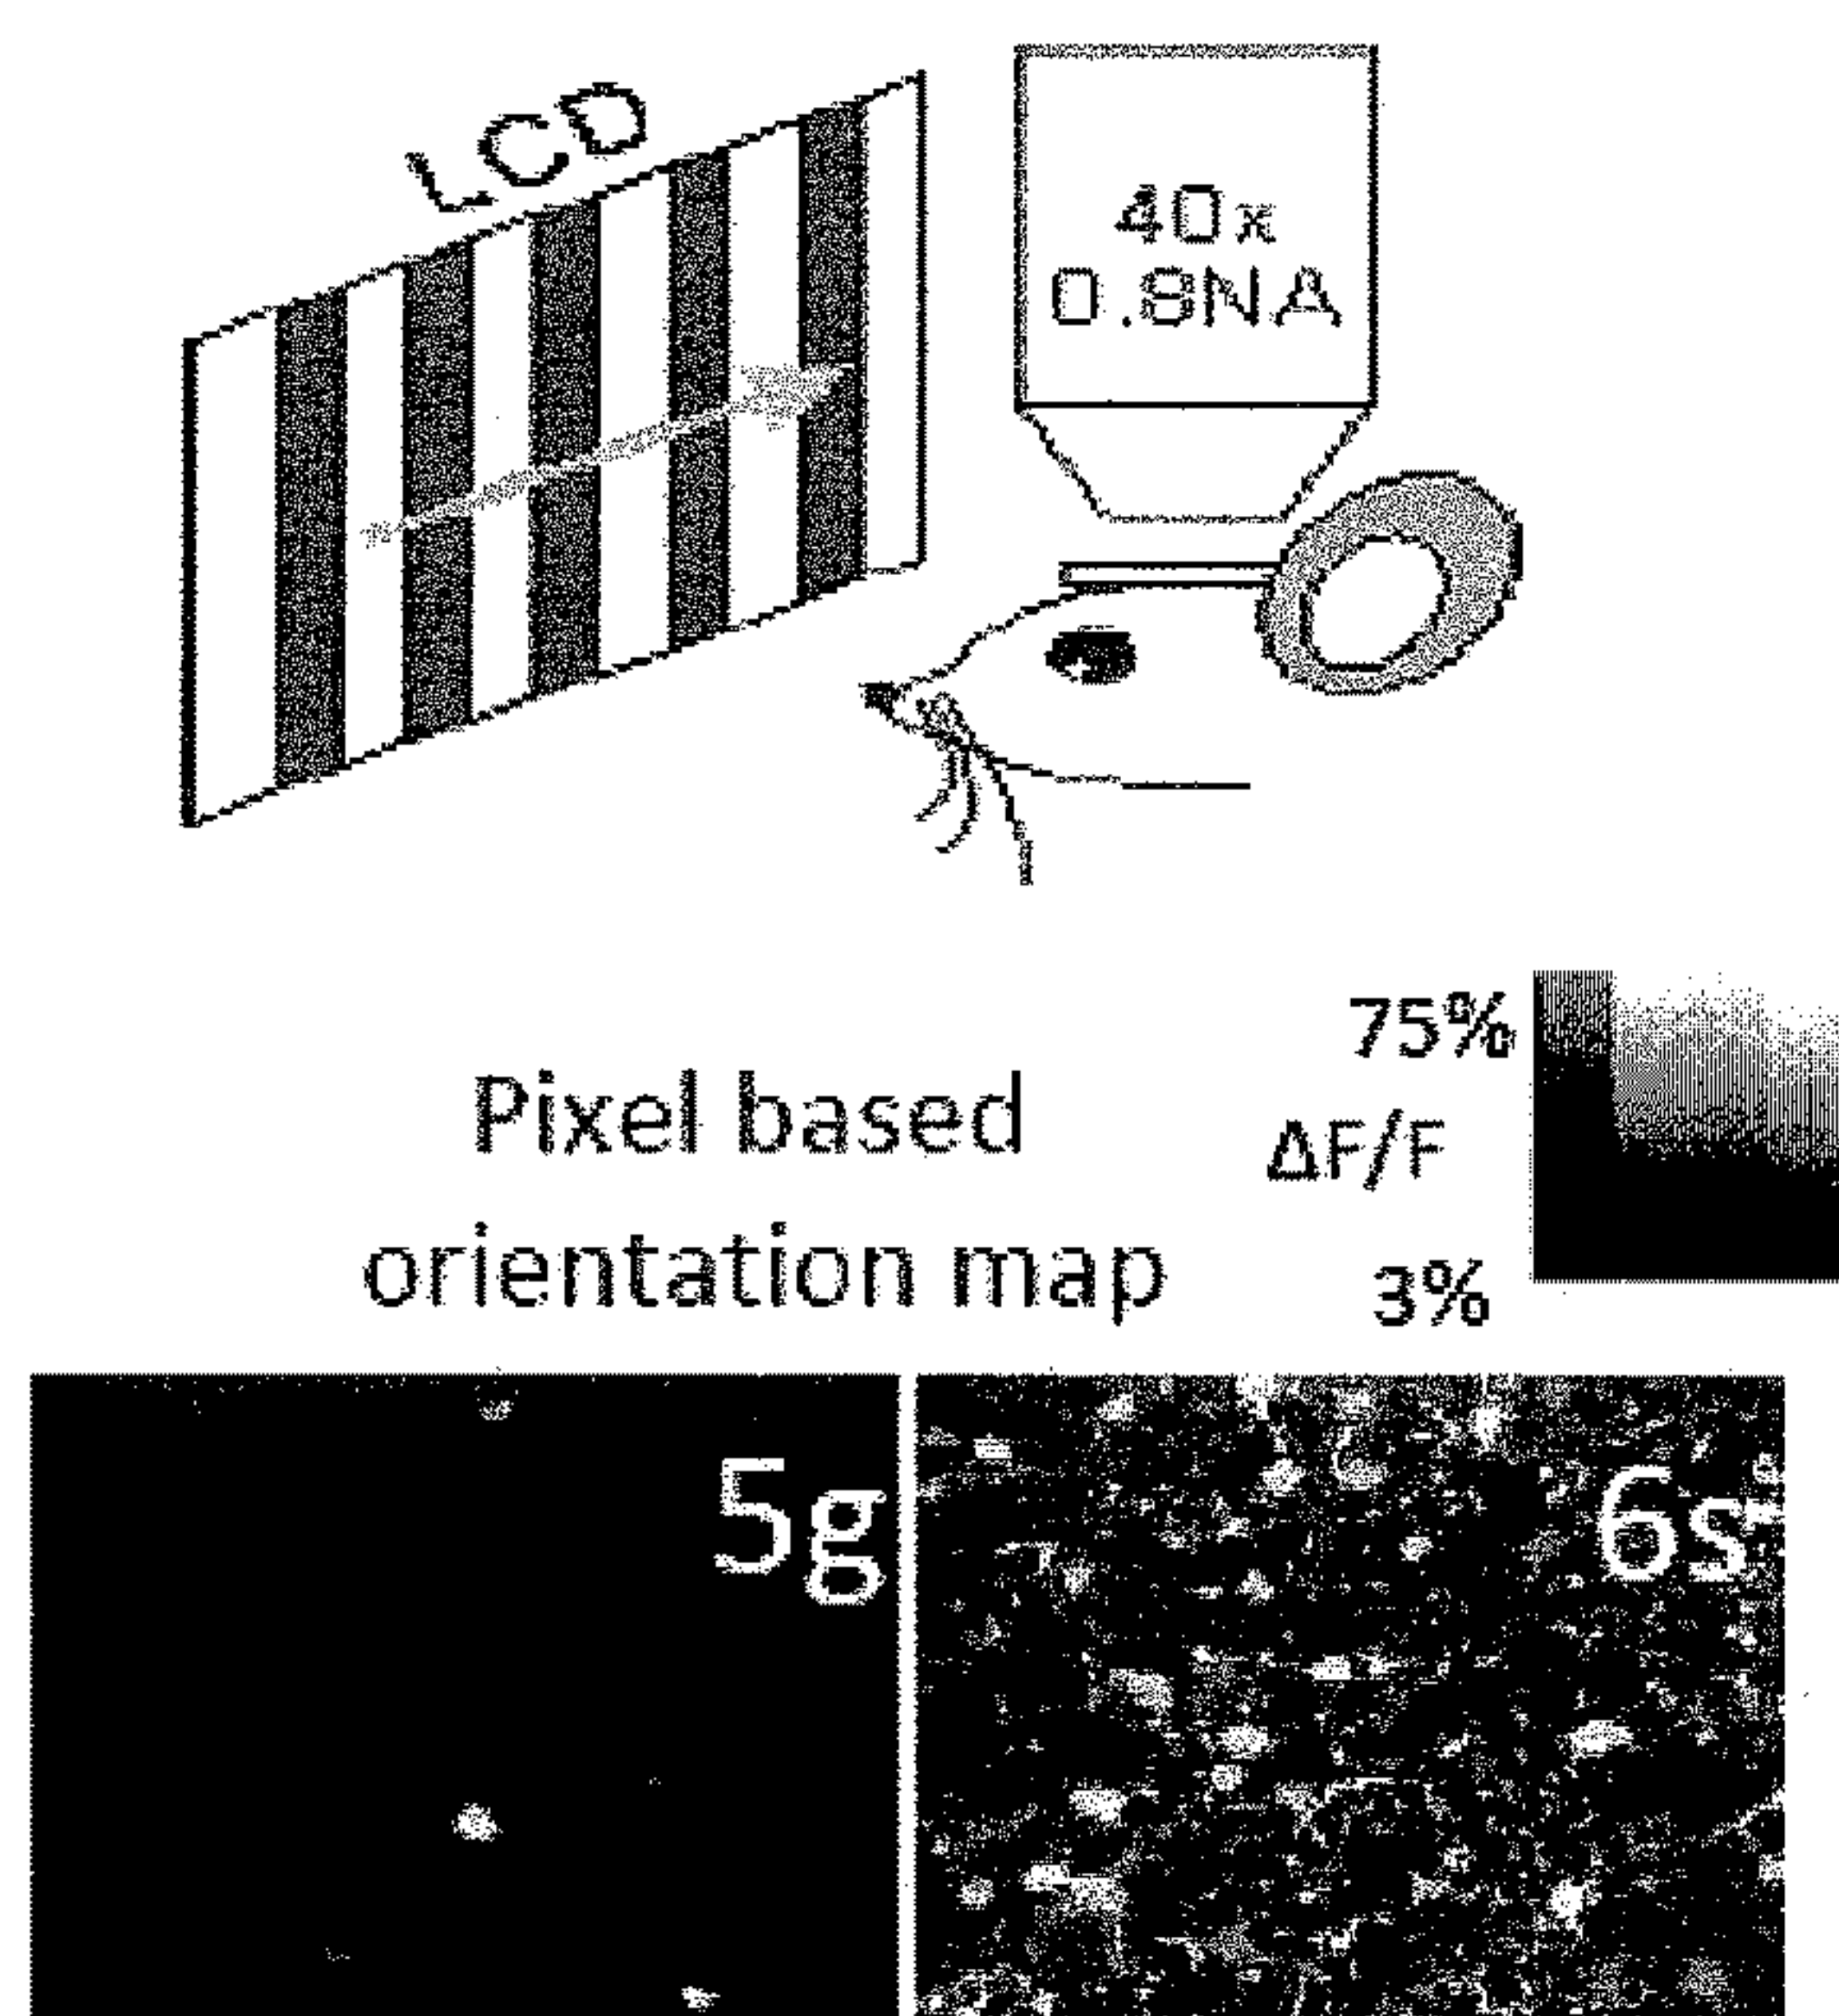 LCD
40x
0.8NA
75%
Pixel based
ΔF/F
orientation map
3%
5g
6s